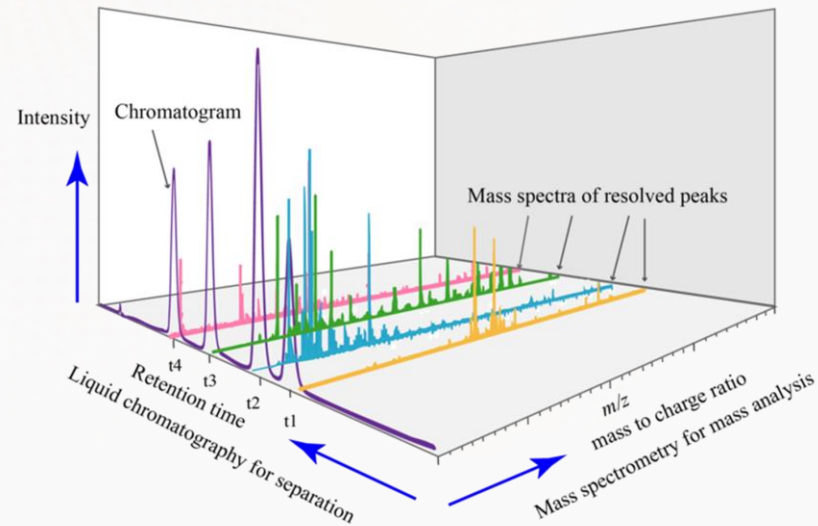 Intensity
Chromatogram
Mass spectra of resolved peaks
t4
t3
t2
t1
Retention time
Liquid chromatography for separation
m/z
mass to charge ratio
Mass spectrometry for mass analysis